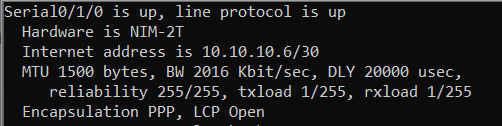 Serial0/1/0 is up, line protocol is up
Hardware is NIM-2T
Internet address is 10.10.10.6/30
MTU 1500 bytes, BW 2016 Kbit/sec, DLY 20000 usec,
reliability 255/255, txload 1/255, rxload 1/255
Encapsulation PPP, LCP Open